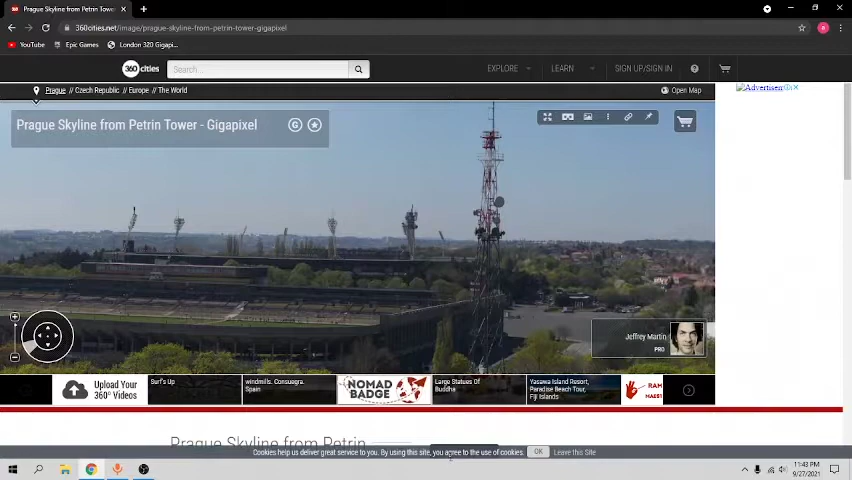 Prague Skyline from Petrin Tower
360cities.net/image/prague-skyline-from-petrin-tower-gigapixel
YouTube
Epic Games
London 320 Gigapi...
360 cities
Search...
EXPLORE
LEARN
SIGN UP/SIGN IN
Prague // Czech Republic // Europe // The World
Open Map
Advertisement
Prague Skyline from Petrin Tower - Gigapixel
G
Jeffrey Martin
PRO
Upload Your
360° Videos
Surf's Up
windmills. Consuegra.
Spain
NOMAD
BADGE
Large Statues Of
Buddha
Yasawa Island Resort,
Paradise Beach Tour,
Fiji Islands
RAM
Prague Skyline from Petrin
Cookies help us deliver great service to you. By using this site, you agree to the use of cookies.
OK
Leave this Site
11:43 PM
9/27/2021